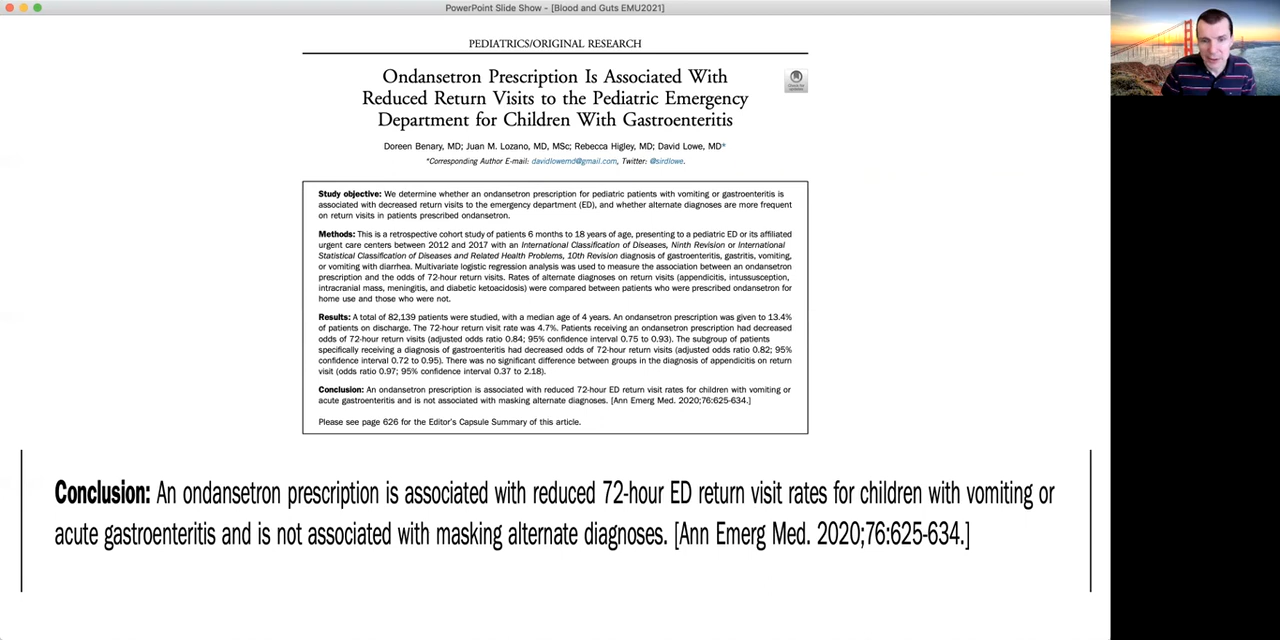 PowerPoint Slide Show - [Blood and Guts EMU2021]
PEDIATRICS/ORIGINAL RESEARCH
Ondansetron Prescription Is Associated With
Reduced Return Visits to the Pediatric Emergency
Department for Children With Gastroenteritis
Doreen Benary, MD; Juan M. Lozano, MD, MSc; Rebecca Higley, MD; David Lowe, MD*
*Corresponding Author E-mail: davidlowemd@gmail.com, Twitter: @sirdlowe.
Study objective: We determine whether an ondansetron prescription for pediatric patients with vomiting or gastroenteritis is
associated with decreased return visits to the emergency department (ED), and whether alternate diagnoses are more frequent
on return visits in patients prescribed ondansetron.
Methods: This is a retrospective cohort study of patients 6 months to 18 years of age, presenting to a pediatric ED or its affiliated
urgent care centers between 2012 and 2017 with an International Classification of Diseases, Ninth Revision or International
Statistical Classification of Diseases and Related Health Problems, 10th Revision diagnosis of gastroenteritis, gastritis, vomiting,
or vomiting with diarrhea. Multivariate logistic regression analysis was used to measure the association between an ondansetron
prescription and the odds of 72-hour return visits. Rates of alternate diagnoses on return visits (appendicitis, intussusception,
intracranial mass, meningitis, and diabetic ketoacidosis) were compared between patients who were prescribed ondansetron for
home use and those who were not.
Results: A total of 82,139 patients were studied, with a median age of 4 years. An ondansetron prescription was given to 13.4%
of patients on discharge. The 72-hour return visit rate was 4.7%. Patients receiving an ondansetron prescription had decreased
odds of 72-hour return visits (adjusted odds ratio 0.84; 95% confidence interval 0.75 to 0.93). The subgroup of patients
specifically receiving a diagnosis of gastroenteritis had decreased odds of 72-hour return visits (adjusted odds ratio 0.82; 95%
confidence interval 0.72 to 0.95). There was no significant difference between groups in the diagnosis of appendicitis on return
visit (odds ratio 0.97; 95% confidence interval 0.37 to 2.18).
Conclusion: An ondansetron prescription is associated with reduced 72-hour ED return visit rates for children with vomiting or
acute gastroenteritis and is not associated with masking alternate diagnoses. [Ann Emerg Med. 2020;76:625-634.]
Please see page 626 for the Editor's Capsule Summary of this article.
Conclusion: An ondansetron prescription is associated with reduced 72-hour ED return visit rates for children with vomiting or
acute gastroenteritis and is not associated with masking alternate diagnoses. [Ann Emerg Med. 2020;76:625-634.]